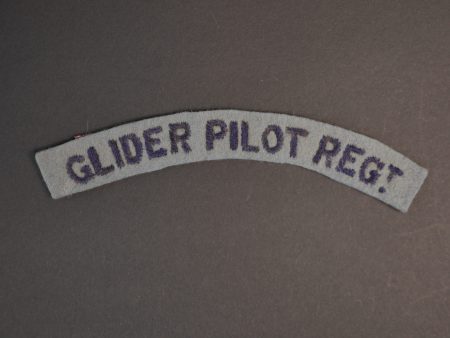 GLIDER PILOT REGT.